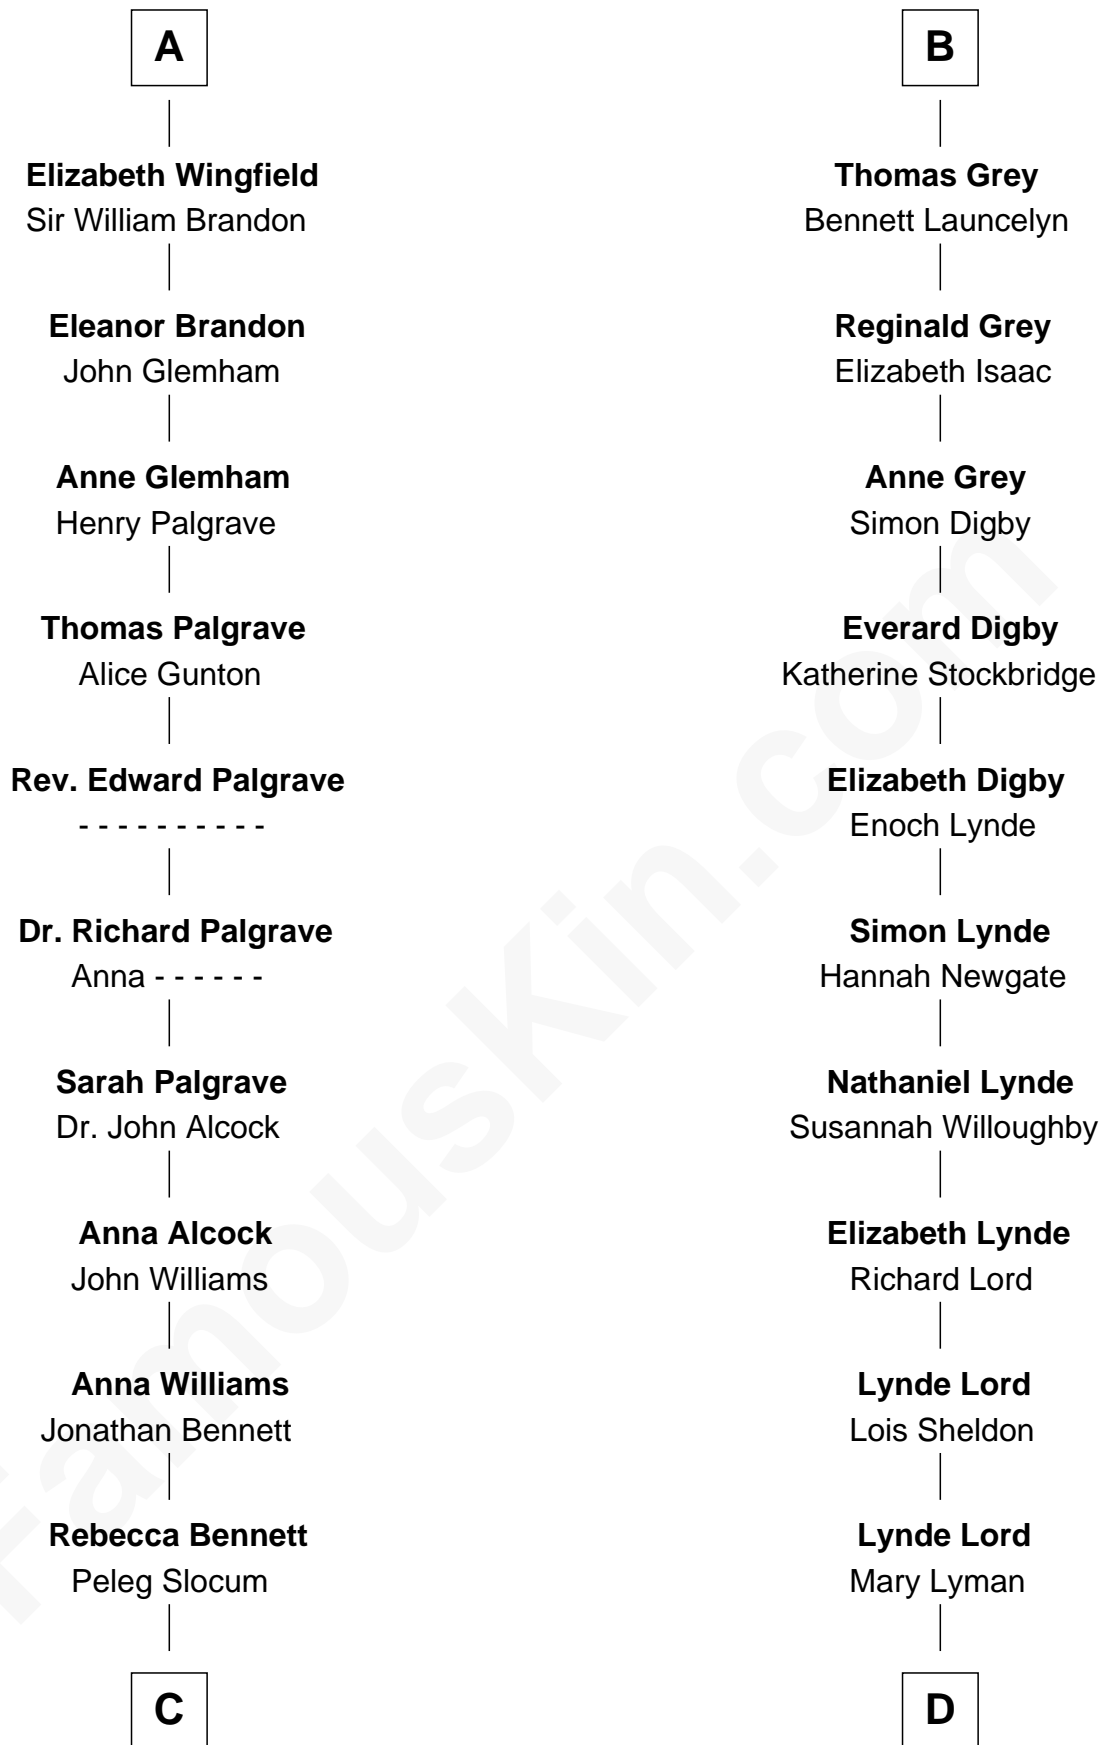 A
Elizabeth Wingfield
Sir William Brandon
Eleanor Brandon
John Glemham
Anne Glemham
Henry Palgrave
Thomas Palgrave
Alice Gunton
Rev. Edward Palgrave
- - - - - - - - - -
Dr. Richard Palgrave
Anna - - - - - -
Sarah Palgrave
Dr. John Alcock
Anna Alcock
John Williams
Anna Williams
Jonathan Bennett
Rebecca Bennett
Peleg Slocum
C
B
Thomas Grey
Bennett Launcelyn
Reginald Grey
Elizabeth Isaac
Anne Grey
Simon Digby
Everard Digby
Katherine Stockbridge
Elizabeth Digby
Enoch Lynde
Simon Lynde
Hannah Newgate
Nathaniel Lynde
Susannah Willoughby
Elizabeth Lynde
Richard Lord
Lynde Lord
Lois Sheldon
Lynde Lord
Mary Lyman
D
FamousKin.com